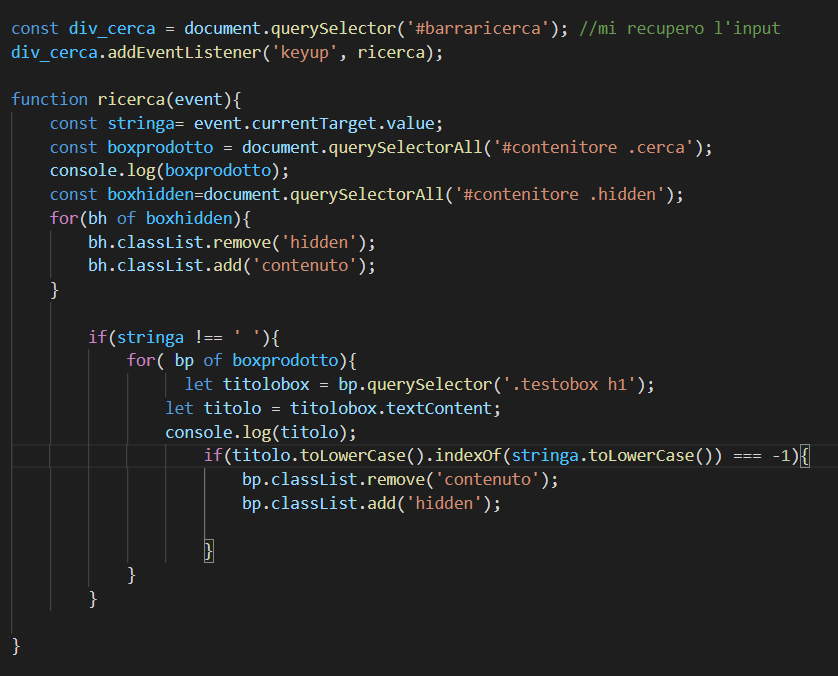 const div_cerca = document.querySelector('#barraricerca'); //mi recupero l'input
div_cerca.addEventListener('keyup', ricerca);
function ricerca(event){
const stringa= event.currentTarget.value;
const boxprodotto = document.querySelectorAll('#contenitore .cerca');
console.log(boxprodotto);
const boxhidden=document.querySelectorAll('#contenitore .hidden');
for(bh of boxhidden){
bh.classList.remove('hidden');
bh.classList.add('contenuto');
}
if(stringa !== ' '){
for( bp of boxprodotto){
let titolobox = bp.querySelector('.testobox h1');
let titolo = titolobox.textContent;
console.log(titolo);
if(titolo.toLowerCase().indexOf(stringa.toLowerCase()) === -1){
bp.classList.remove('contenuto');
bp.classList.add('hidden');
}
}
}
}